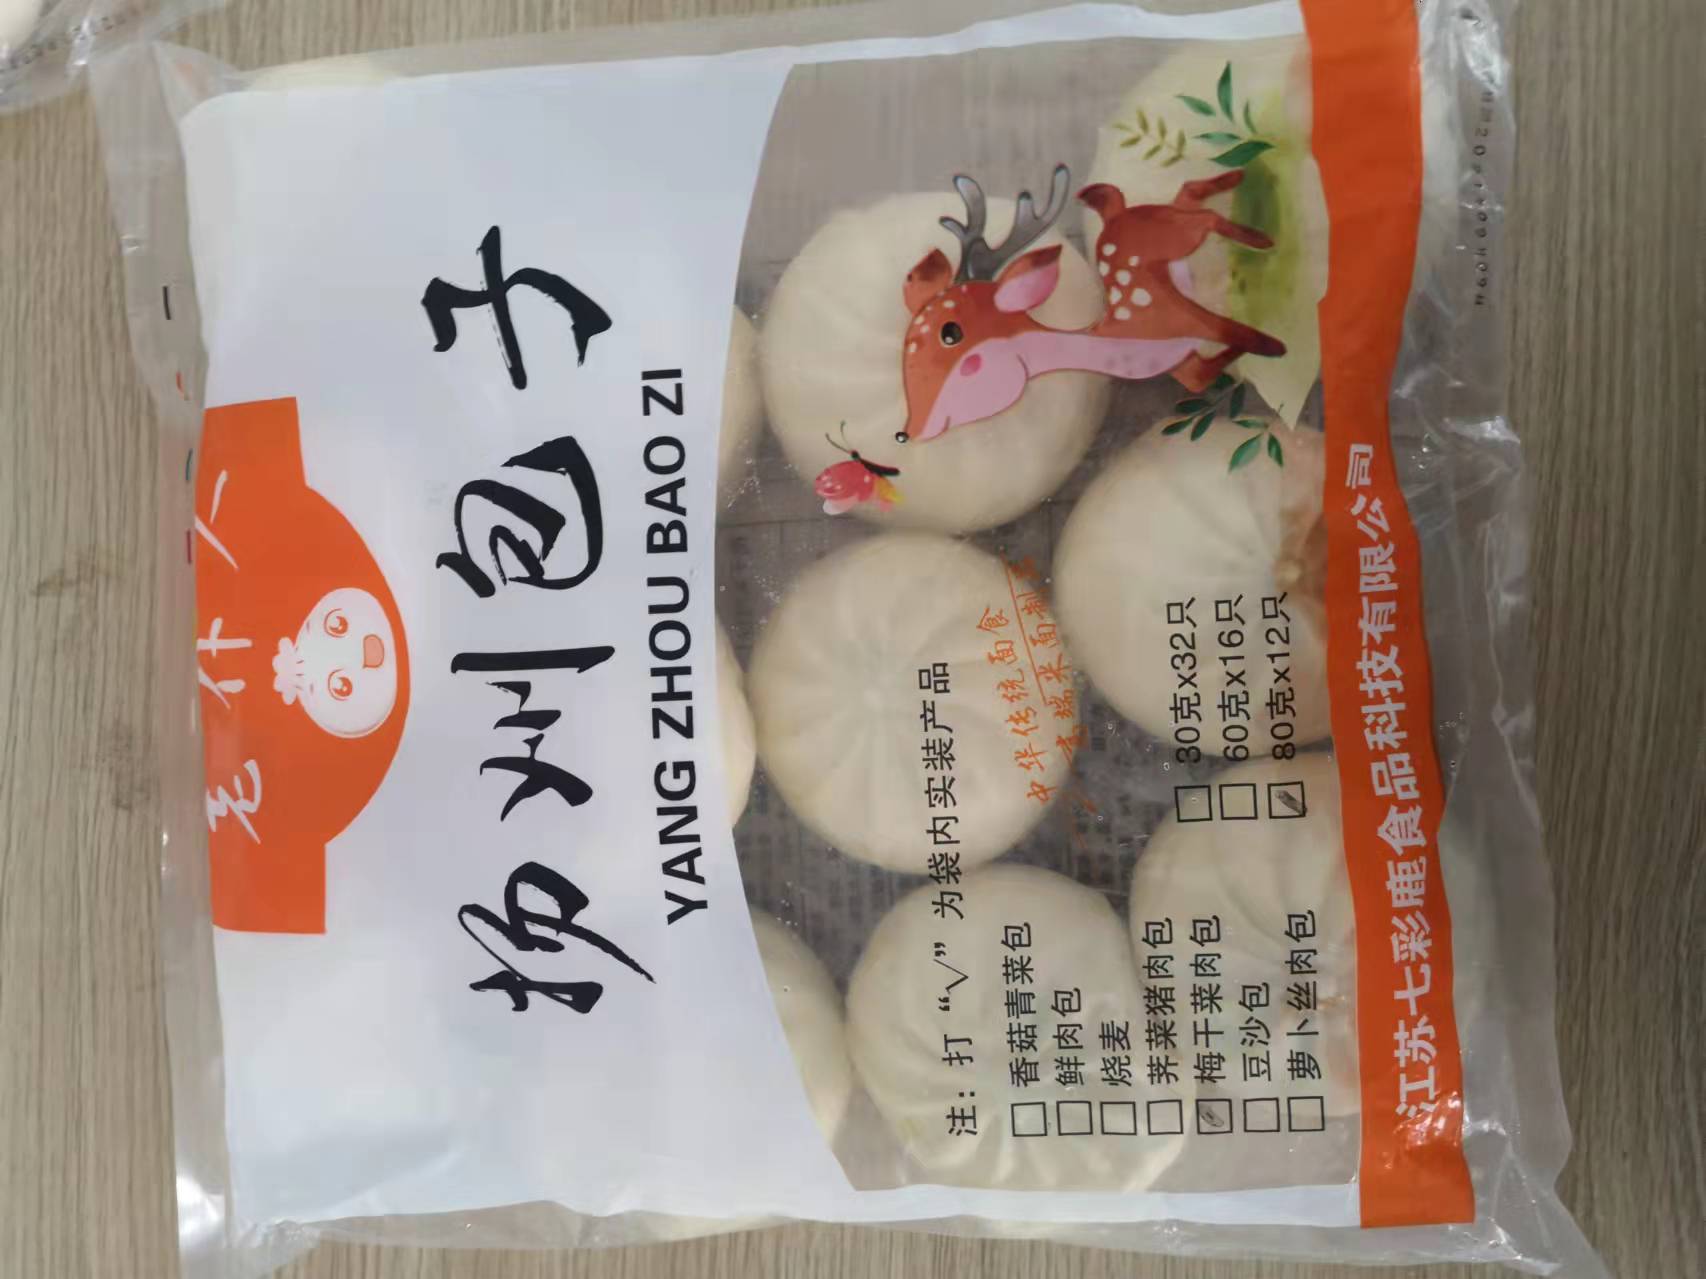 老什人
扬州包子
YANG ZHOU BAO ZI
注：打“√”为袋内实装产品
中华传统面食
香菇青菜包
鲜肉包
烧麦
荠菜猪肉包
梅干菜肉包
豆沙包
萝卜丝肉包
30克x32只
60克x16只
80克x12只
江苏七彩鹿食品科技有限公司